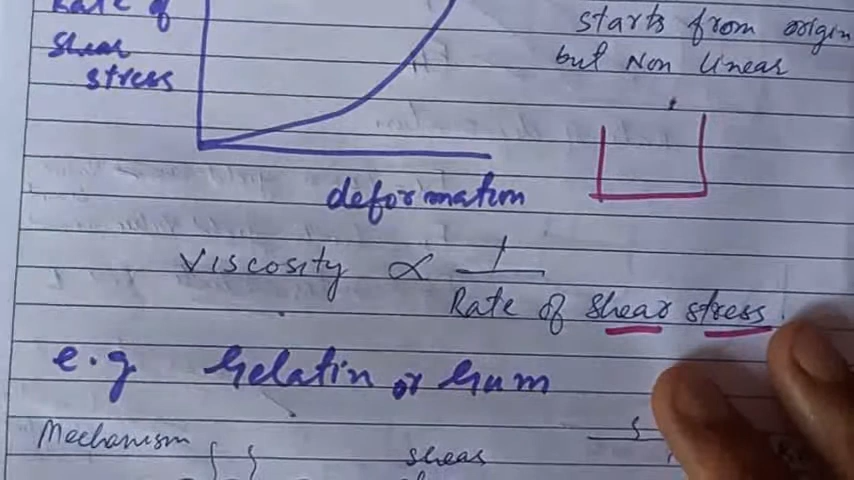 Rate of
shear
stress
starts from origin
but Non linear
deformation
Viscosity ∝ 1
Rate of shear stress.
e.g Gelatin or Gum
Mechanism
shear